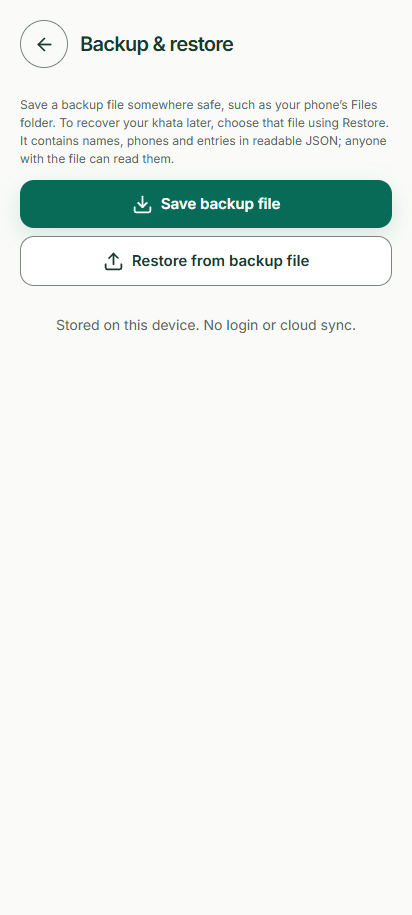 Backup & restore
Save a backup file somewhere safe, such as your phone’s Files
folder. To recover your khata later, choose that file using Restore.
It contains names, phones and entries in readable JSON; anyone
with the file can read them.
Save backup file
Restore from backup file
Stored on this device. No login or cloud sync.